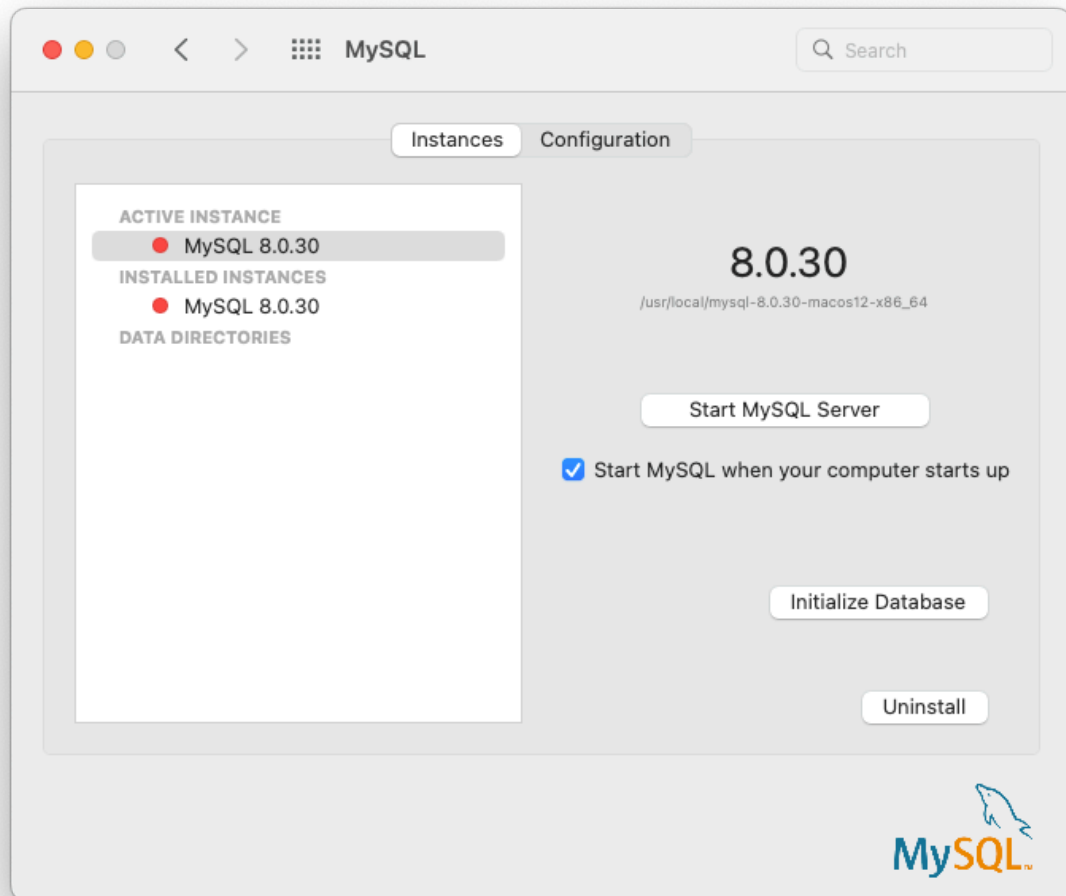 MySQL
Search
Instances
Configuration
ACTIVE INSTANCE
MySQL 8.0.30
INSTALLED INSTANCES
MySQL 8.0.30
DATA DIRECTORIES
8.0.30
/usr/local/mysql-8.0.30-macos12-x86_64
Start MySQL Server
Start MySQL when your computer starts up
Initialize Database
Uninstall
MySQL™